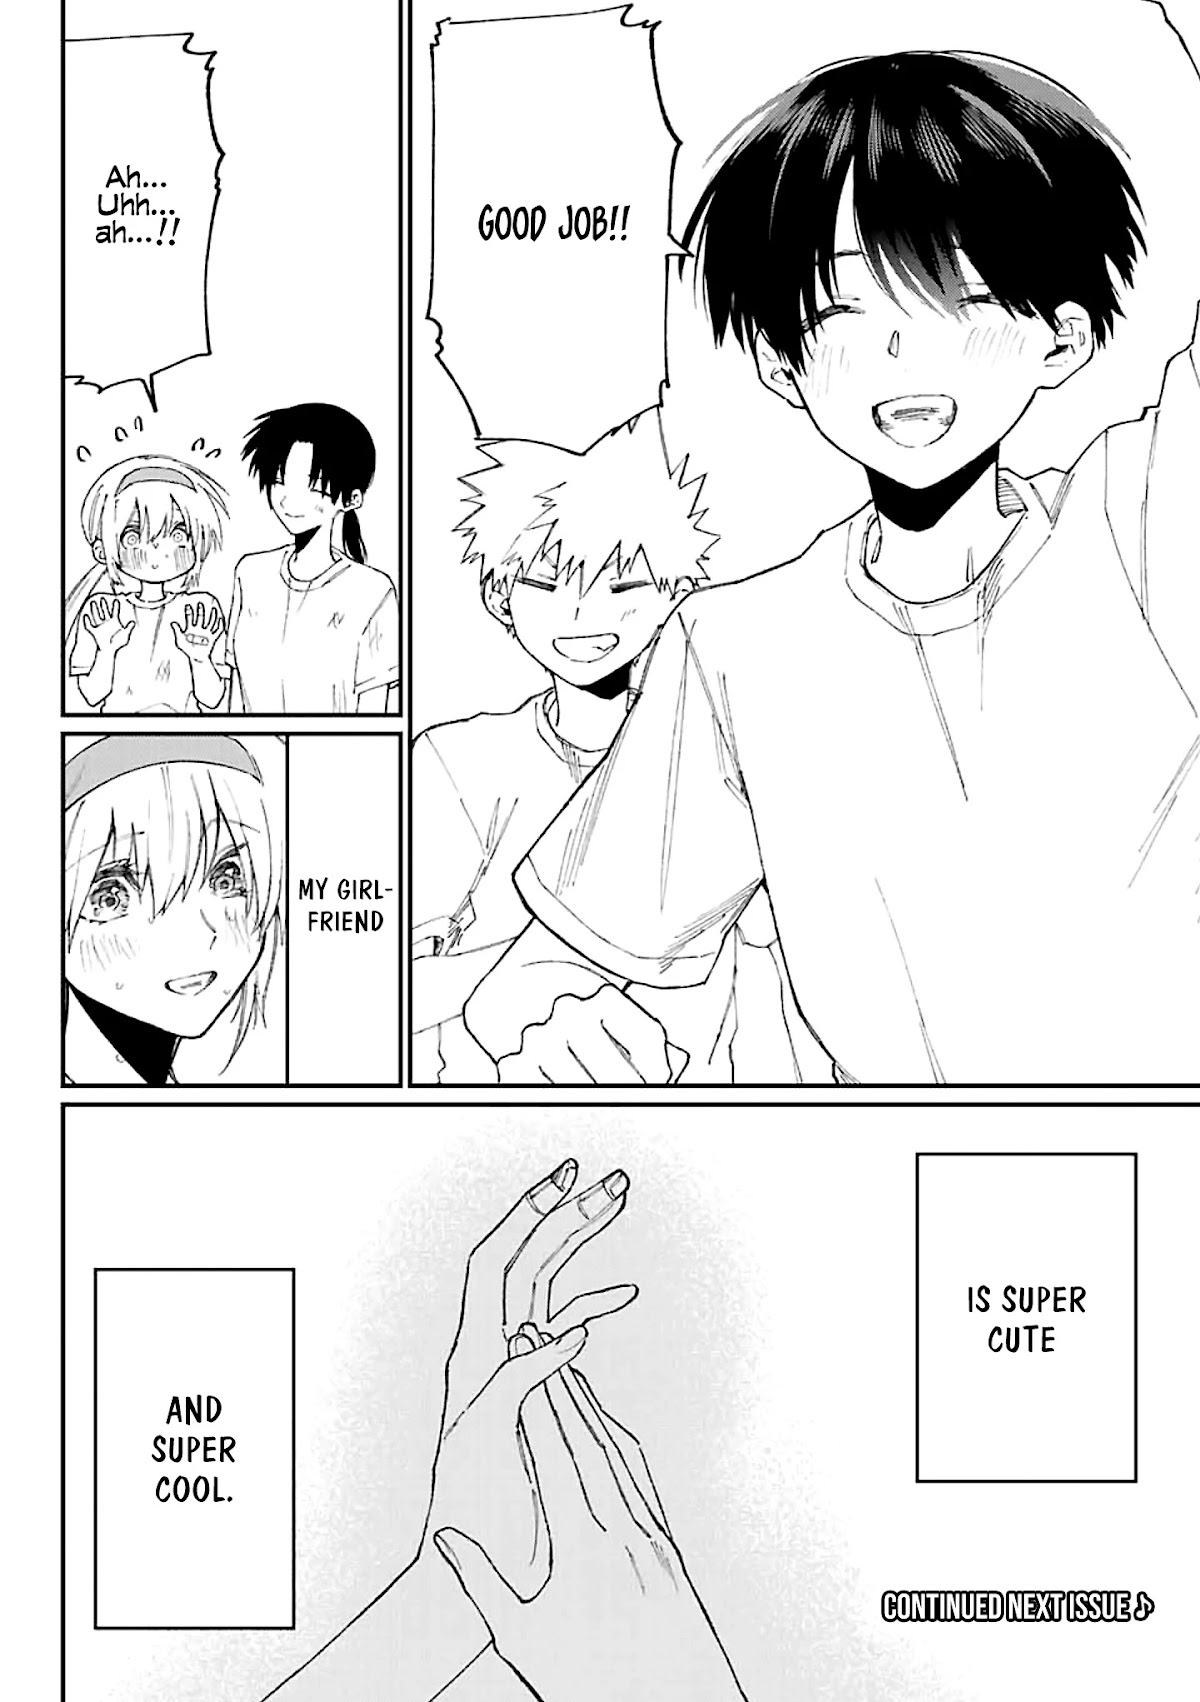 GOOD JOB!!
Ah...
Uhh...
ah...!!
MY GIRL-
FRIEND
IS SUPER
CUTE
AND
SUPER
COOL.
CONTINUED NEXT ISSUE ♪